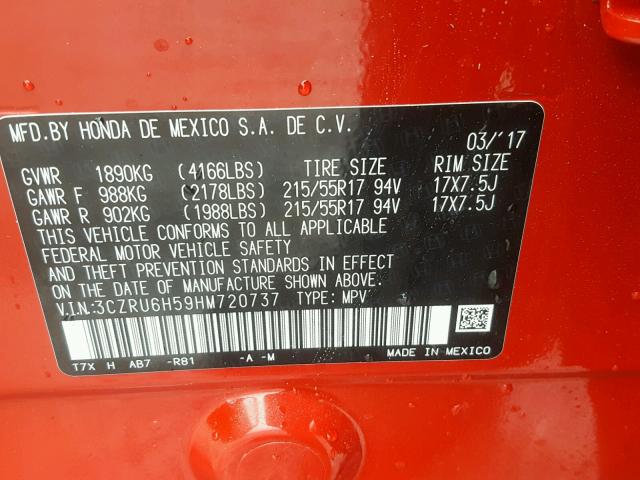 MFD.BY HONDA DE MEXICO S.A. DE C.V.
03/'17
GVWR 1890KG (4166LBS) TIRE SIZE RIM SIZE
GAWR F 988KG (2178LBS) 215/55R17 94V 17X7.5J
GAWR R 902KG (1988LBS) 215/55R17 94V 17X7.5J
THIS VEHICLE CONFORMS TO ALL APPLICABLE
FEDERAL MOTOR VEHICLE SAFETY
AND THEFT PREVENTION STANDARDS IN EFFECT
ON THE DATE OF MANUFACTURE SHOWN ABOVE.
V.I.N:3CZRU6H59HM720737 TYPE: MPV
T7X H AB7 -R81 -A -M MADE IN MEXICO